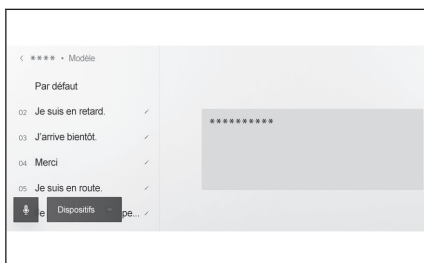 < **** • Modèle
Par défaut
02 Je suis en retard.
03 J'arrive bientôt.
04 Merci
05 Je suis en route.
Dispositifs
pe...
**********